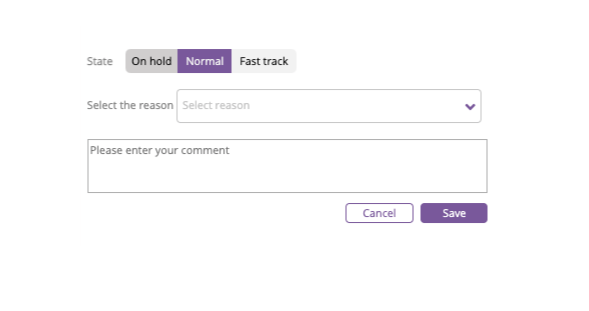 State On hold Normal Fast track
Select the reason Select reason
Please enter your comment
Cancel Save